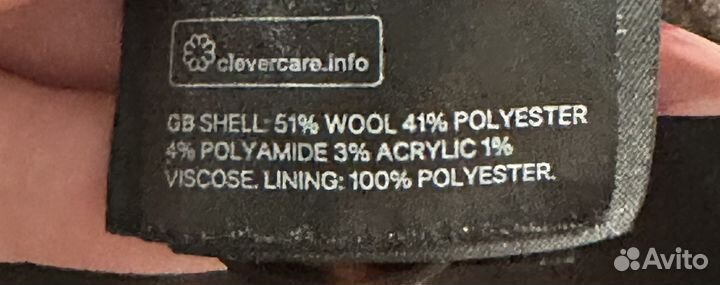 clevercare.info
GB SHELL: 51% WOOL 41% POLYESTER
4% POLYAMIDE 3% ACRYLIC 1%
VISCOSE. LINING: 100% POLYESTER.
Avito